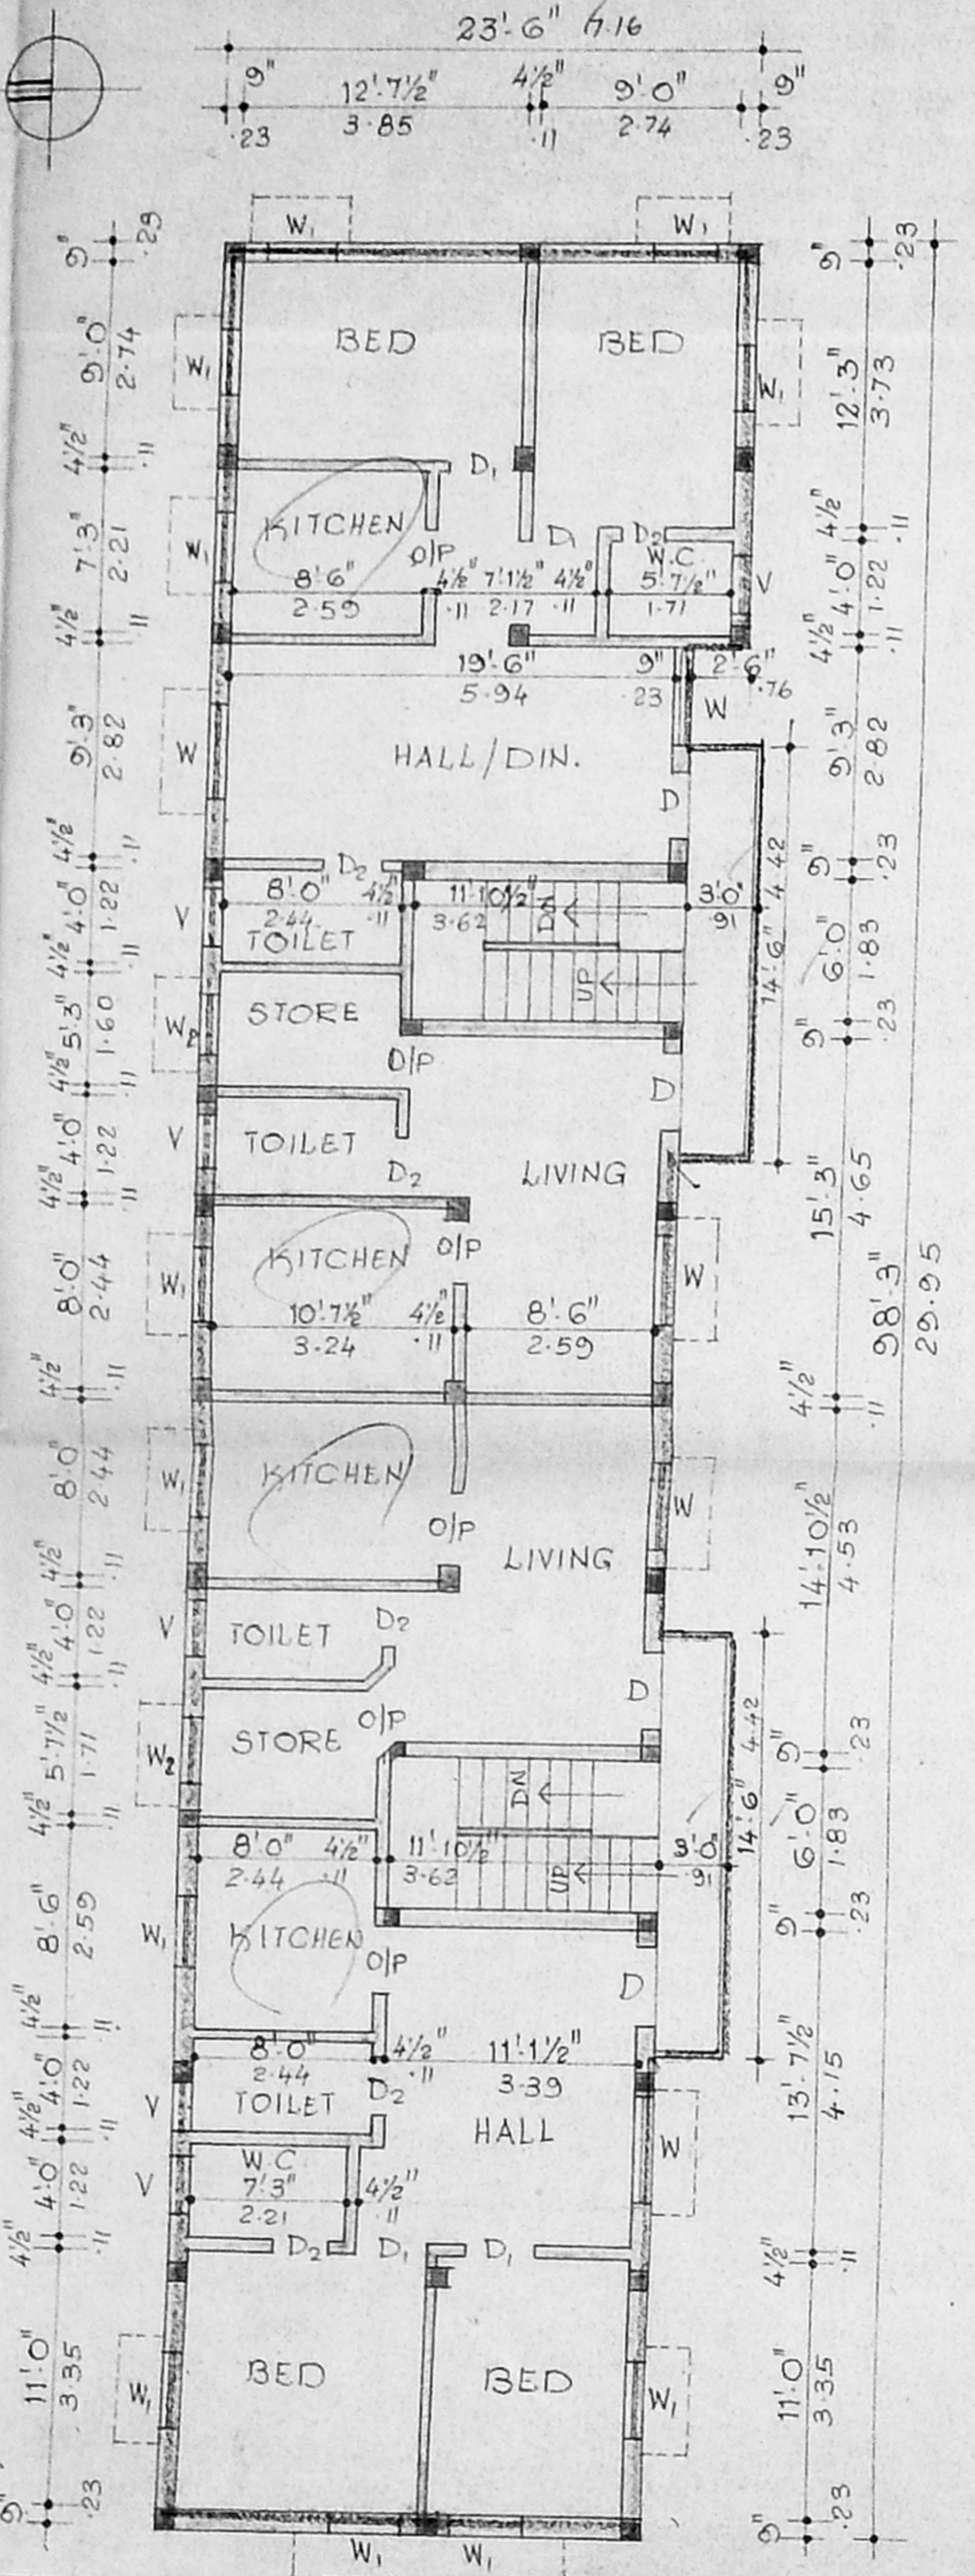 23'-6" 7.16
9" 12'-7½" 4½" 9'-0" 9"
.23 3.85 .11 2.74 .23
W₁ W₁
9" .23
9'-0" 2.74
4½" .11
7'-3" 2.21
4½" .11
9'-3" 2.82
4½" .11
4'-0" 1.22
4½" .11
5'-3" 1.60
4½" .11
4'-0" 1.22
4½" .11
8'-0" 2.44
4½" .11
8'-0" 2.44
4½" .11
4'-0" 1.22
4½" .11
5'-7½" 1.71
4½" .11
8'-6" 2.59
4½" .11
4'-0" 1.22
4½" .11
4'-0" 1.22
4½" .11
11'-0" 3.35
9" .23
BED BED
W₁ W₁
D₁
KITCHEN
W₁
O/P D₁ D₂
W.C. V
8'-6" 4½" 7'-1½" 4½" 5'-7½"
2.59 .11 2.17 .11 1.71
19'-6" 9" 2'-6"
5.94 .23 .76
W
W HALL/DIN.
D
D₂
8'-0" 4½" 11'-10½" DN 3'-0"
2.44 .11 3.62 .91
V TOILET
14'-6" 4.42
UP
W₂ STORE
O/P
D
V TOILET
D₂ LIVING
KITCHEN O/P
W₁ W
10'-7½" 4½" 8'-6"
3.24 .11 2.59
KITCHEN
W₁ W
O/P
LIVING
V TOILET D₂
D
STORE O/P
W₂
DN
14'-6" 4.42
8'-0" 4½" 11'-10½" 3'-0"
2.44 .11 3.62 UP .91
W₁ KITCHEN
O/P
D
8'-0" 4½" 11'-1½"
2.44 .11 3.39
V TOILET D₂
HALL
W
W.C
V 7'-3" 4½"
2.21 .11
D₂ D₁ D₁
BED BED
W₁ W₁
W₁ W₁
9" .23
12'-3" 3.73
4½" .11
4'-0" 1.22
4½" .11
9'-3" 2.82
9" .23
6'-0" 1.83
9" .23
15'-3" 4.65
98'-3" 29.95
4½" .11
14'-10½" 4.53
9" .23
6'-0" 1.83
9" .23
13'-7½" 4.15
4½" .11
11'-0" 3.35
9" .23